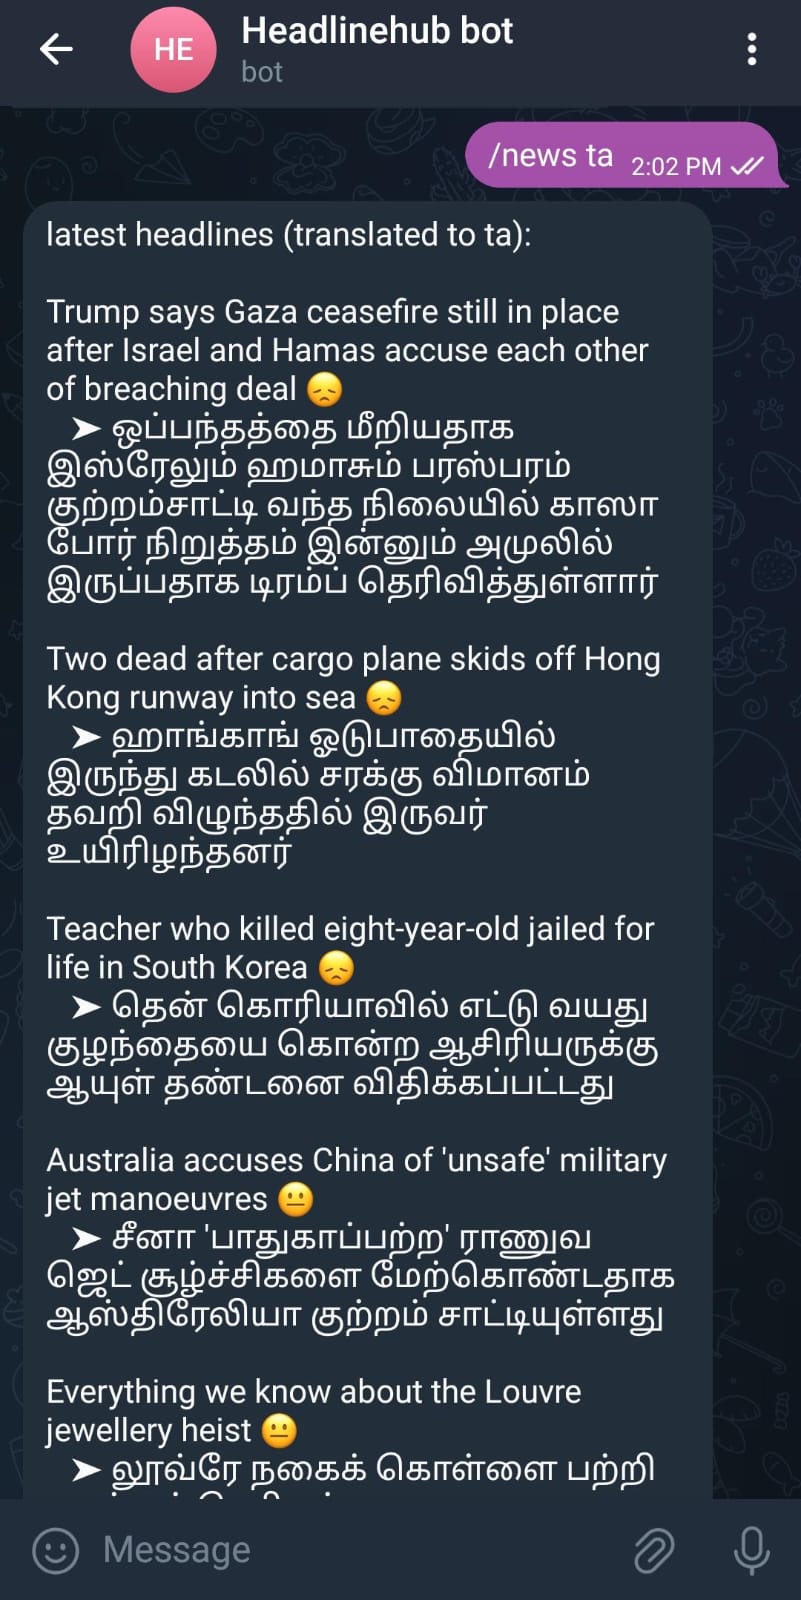 Headlinehub bot
HE
bot
/news ta 2:02 PM
latest headlines (translated to ta):
Trump says Gaza ceasefire still in place
after Israel and Hamas accuse each other
of breaching deal 😞
➤ ஒப்பந்தத்தை மீறியதாக
இஸ்ரேலும் ஹமாசும் பரஸ்பரம்
குற்றம்சாட்டி வந்த நிலையில் காஸா
போர் நிறுத்தம் இன்னும் அமுலில்
இருப்பதாக டிரம்ப் தெரிவித்துள்ளார்
Two dead after cargo plane skids off Hong
Kong runway into sea 😞
➤ ஹாங்காங் ஓடுபாதையில்
இருந்து கடலில் சரக்கு விமானம்
தவறி விழுந்ததில் இருவர்
உயிரிழந்தனர்
Teacher who killed eight-year-old jailed for
life in South Korea 😞
➤ தென் கொரியாவில் எட்டு வயது
குழந்தையை கொன்ற ஆசிரியருக்கு
ஆயுள் தண்டனை விதிக்கப்பட்டது
Australia accuses China of 'unsafe' military
jet manoeuvres 😐
➤ சீனா 'பாதுகாப்பற்ற' ராணுவ
ஜெட் சூழ்ச்சிகளை மேற்கொண்டதாக
ஆஸ்திரேலியா குற்றம் சாட்டியுள்ளது
Everything we know about the Louvre
jewellery heist 😐
➤ லூவ்ரே நகைக் கொள்ளை பற்றி
Message